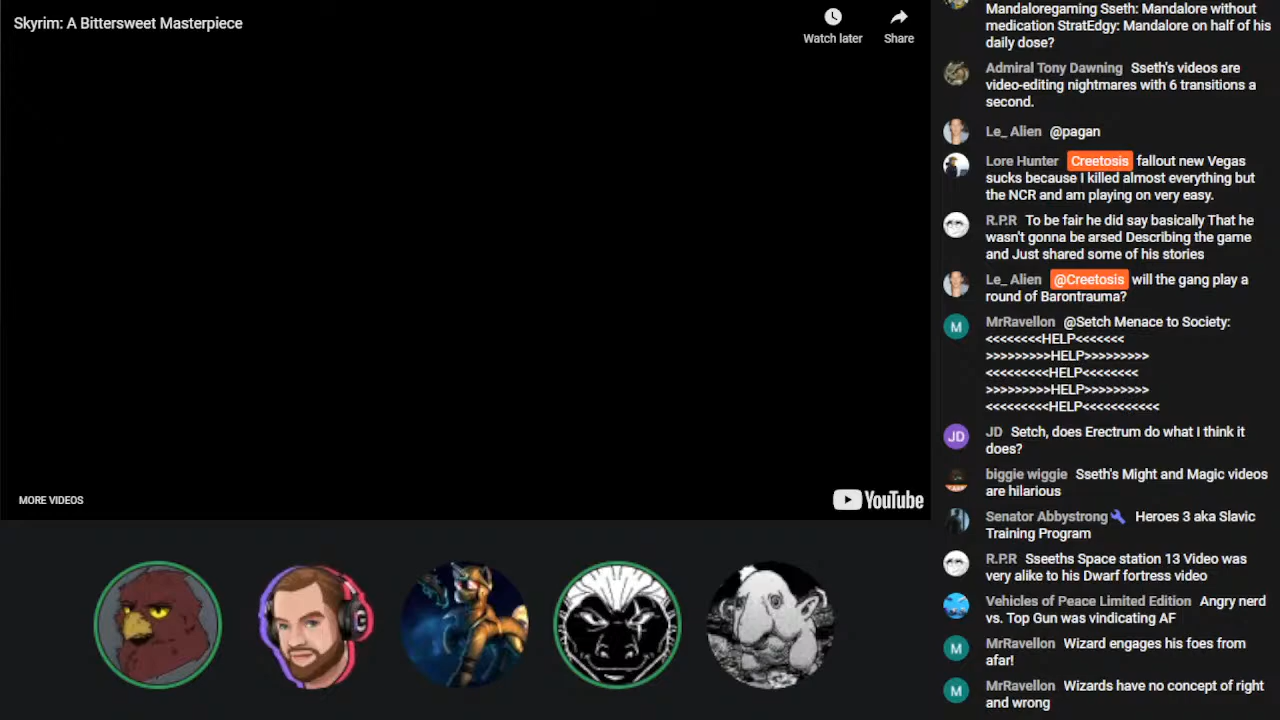 Skyrim: A Bittersweet Masterpiece
Watch later
Share
MORE VIDEOS
YouTube
Mandaloregaming Sseth: Mandalore without
medication StratEdgy: Mandalore on half of his
daily dose?
Admiral Tony Dawning Sseth's videos are
video-editing nightmares with 6 transitions a
second.
Le_ Alien @pagan
Lore Hunter Creetosis fallout new Vegas
sucks because I killed almost everything but
the NCR and am playing on very easy.
R.P.R To be fair he did say basically That he
wasn't gonna be arsed Describing the game
and Just shared some of his stories
Le_ Alien @Creetosis will the gang play a
round of Barontrauma?
MrRavellon @Setch Menace to Society:
<<<<<<<<HELP<<<<<<<
>>>>>>>>>HELP>>>>>>>>>
<<<<<<<<<HELP<<<<<<<<
>>>>>>>>>HELP>>>>>>>>>
<<<<<<<<<HELP<<<<<<<<<<<
M
JD Setch, does Erectrum do what I think it
does?
JD
biggie wiggie Sseth's Might and Magic videos
are hilarious
Senator Abbystrong Heroes 3 aka Slavic
Training Program
R.P.R Sseeths Space station 13 Video was
very alike to his Dwarf fortress video
Vehicles of Peace Limited Edition Angry nerd
vs. Top Gun was vindicating AF
MrRavellon Wizard engages his foes from
afar!
M
MrRavellon Wizards have no concept of right
and wrong
M